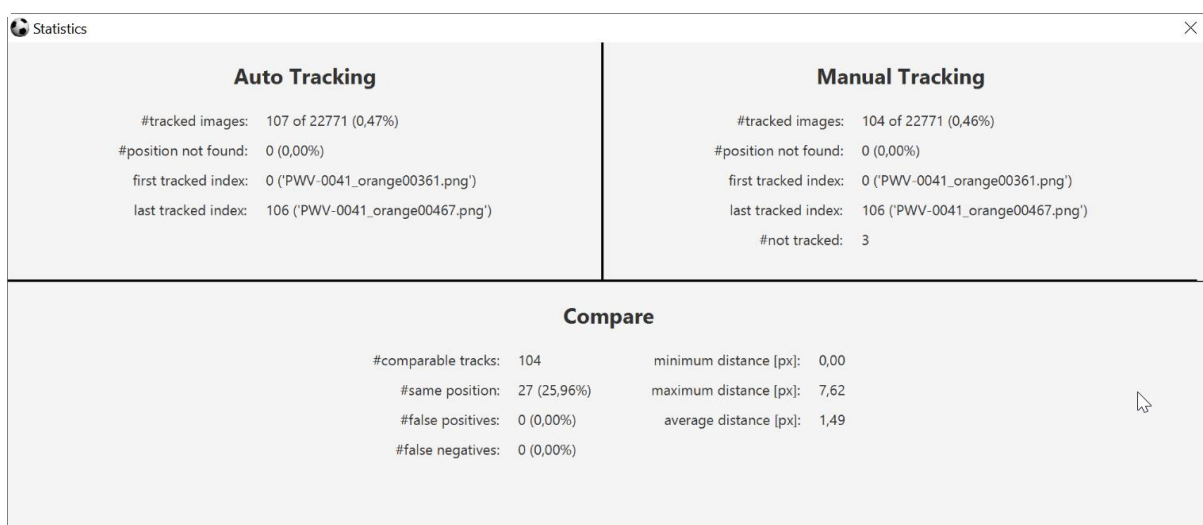 Statistics
Auto Tracking
#tracked images: 107 of 22771 (0,47%)
#position not found: 0 (0,00%)
first tracked index: 0 ('PWV-0041_orange00361.png')
last tracked index: 106 ('PWV-0041_orange00467.png')
Manual Tracking
#tracked images: 104 of 22771 (0,46%)
#position not found: 0 (0,00%)
first tracked index: 0 ('PWV-0041_orange00361.png')
last tracked index: 106 ('PWV-0041_orange00467.png')
#not tracked: 3
Compare
#comparable tracks: 104
#same position: 27 (25,96%)
#false positives: 0 (0,00%)
#false negatives: 0 (0,00%)
minimum distance [px]: 0,00
maximum distance [px]: 7,62
average distance [px]: 1,49